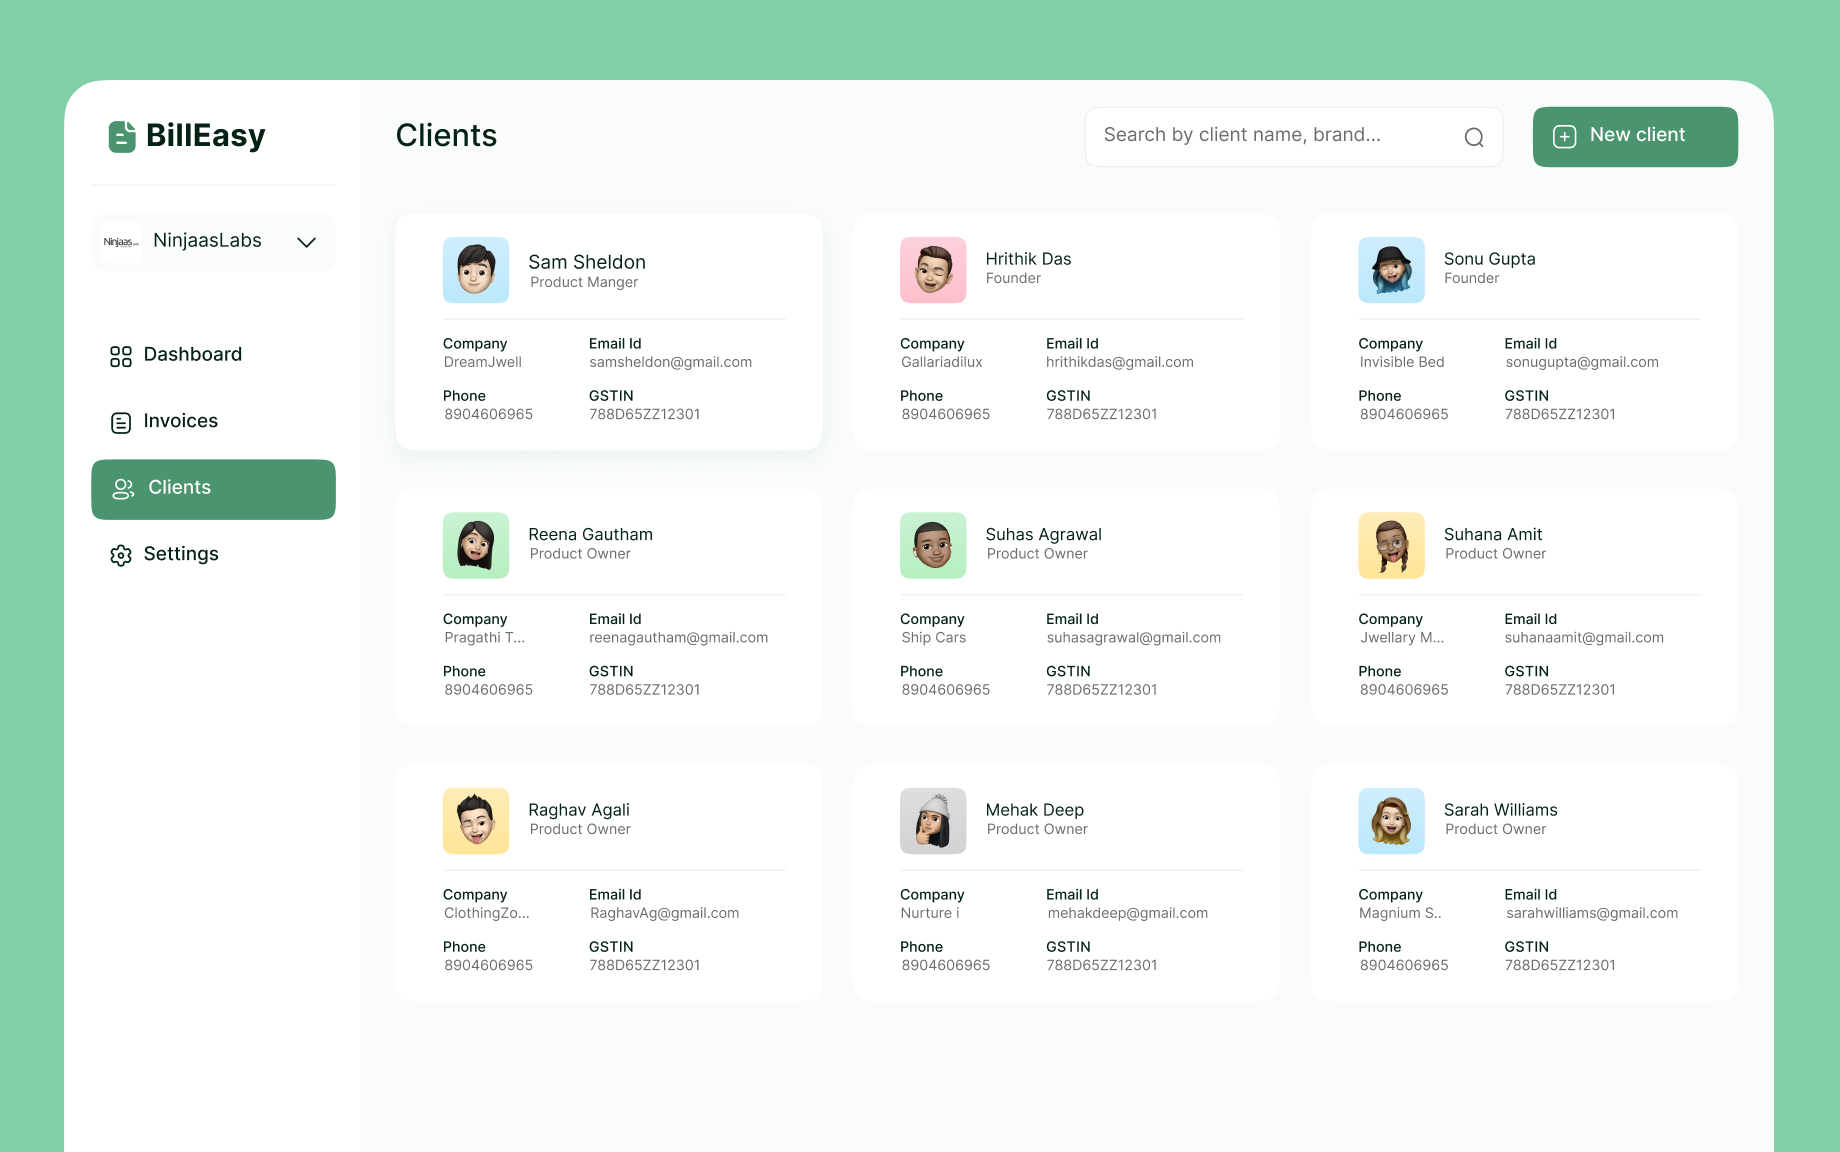 BillEasy
Ninjaas
NinjaasLabs
Dashboard
Invoices
Clients
Settings
Clients
Search by client name, brand...
New client
Sam Sheldon
Product Manger
Company
DreamJwell
Email Id
samsheldon@gmail.com
Phone
8904606965
GSTIN
788D65ZZ12301
Hrithik Das
Founder
Company
Gallariadilux
Email Id
hrithikdas@gmail.com
Phone
8904606965
GSTIN
788D65ZZ12301
Sonu Gupta
Founder
Company
Invisible Bed
Email Id
sonugupta@gmail.com
Phone
8904606965
GSTIN
788D65ZZ12301
Reena Gautham
Product Owner
Company
Pragathi T...
Email Id
reenagautham@gmail.com
Phone
8904606965
GSTIN
788D65ZZ12301
Suhas Agrawal
Product Owner
Company
Ship Cars
Email Id
suhasagrawal@gmail.com
Phone
8904606965
GSTIN
788D65ZZ12301
Suhana Amit
Product Owner
Company
Jwellary M...
Email Id
suhanaamit@gmail.com
Phone
8904606965
GSTIN
788D65ZZ12301
Raghav Agali
Product Owner
Company
ClothingZo...
Email Id
RaghavAg@gmail.com
Phone
8904606965
GSTIN
788D65ZZ12301
Mehak Deep
Product Owner
Company
Nurture i
Email Id
mehakdeep@gmail.com
Phone
8904606965
GSTIN
788D65ZZ12301
Sarah Williams
Product Owner
Company
Magnium S..
Email Id
sarahwilliams@gmail.com
Phone
8904606965
GSTIN
788D65ZZ12301